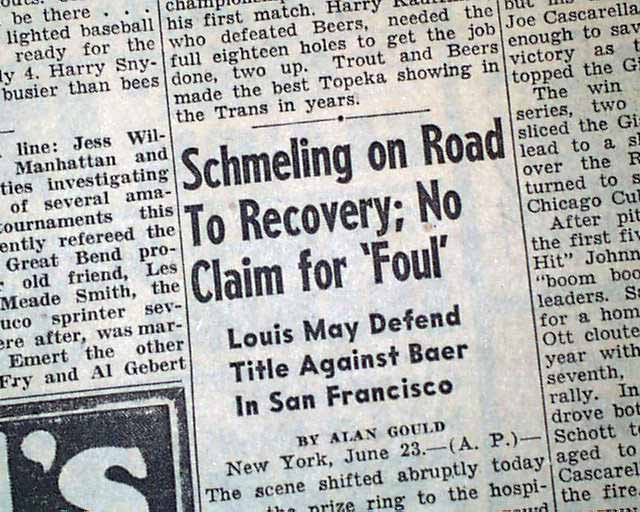 be there . . .
lighted baseball
ready for the
ly 4. Harry Sny-
busier than bees
line: Jess Wil-
Manhattan and
ties investigating
of several ama-
tournaments this
ently refereed the
Great Bend pro-
old friend, Les
Meade Smith, the
uco sprinter sev-
ere after, was mar-
Emert the other
Fry and Al Gebert
's
his first match. Harry
who defeated Beers, needed the
full eighteen holes to get the job
done, two up. Trout and Beers
made the best Topeka showing in
the Trans in years.
Schmeling on Road
To Recovery; No
Claim for 'Foul'
Louis May Defend
Title Against Baer
In San Francisco
BY ALAN GOULD
New York, June 23.—(A. P.)—
The scene shifted abruptly today
the prize ring to the hospi-
but his
Joe Cascarella
enough to sav
victory as
topped the Gi
The win
series, two
sliced the Gi
lead to a s
over the
turned to s
Chicago Cu
After pi
the first fiv
Hit" Johnn
"boom boo
leaders. S
for a hom
Ott cloute
year with
seventh,
rally. In
drove bot
Schott t
aged to
Cascarel
the fire